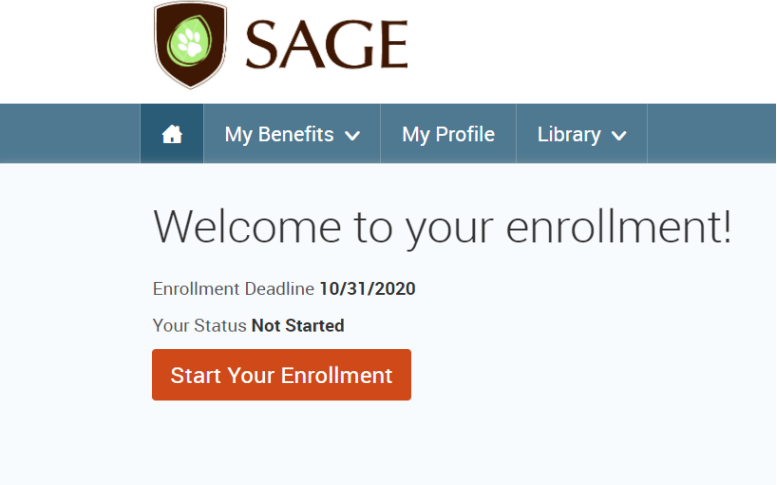 SAGE
My Benefits My Profile Library
Welcome to your enrollment!
Enrollment Deadline 10/31/2020
Your Status Not Started
Start Your Enrollment